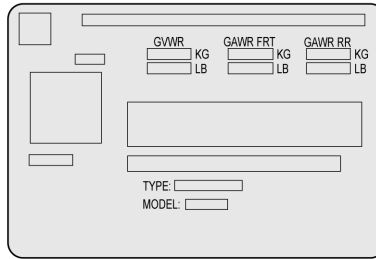 GVWR GAWR FRT GAWR RR
KG KG KG
LB LB LB
TYPE:
MODEL: